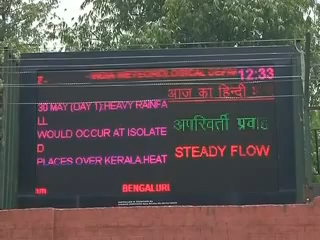 INDIA METEOROLOGICAL DEPAR
12:33
30 MAY (DAY 1):HEAVY RAINFA
LL
WOULD OCCUR AT ISOLATE
D
PLACES OVER KERALA.HEAT
आज का हिन्दी :
अपरिवर्ती प्रवाह
STEADY FLOW
BENGALURU